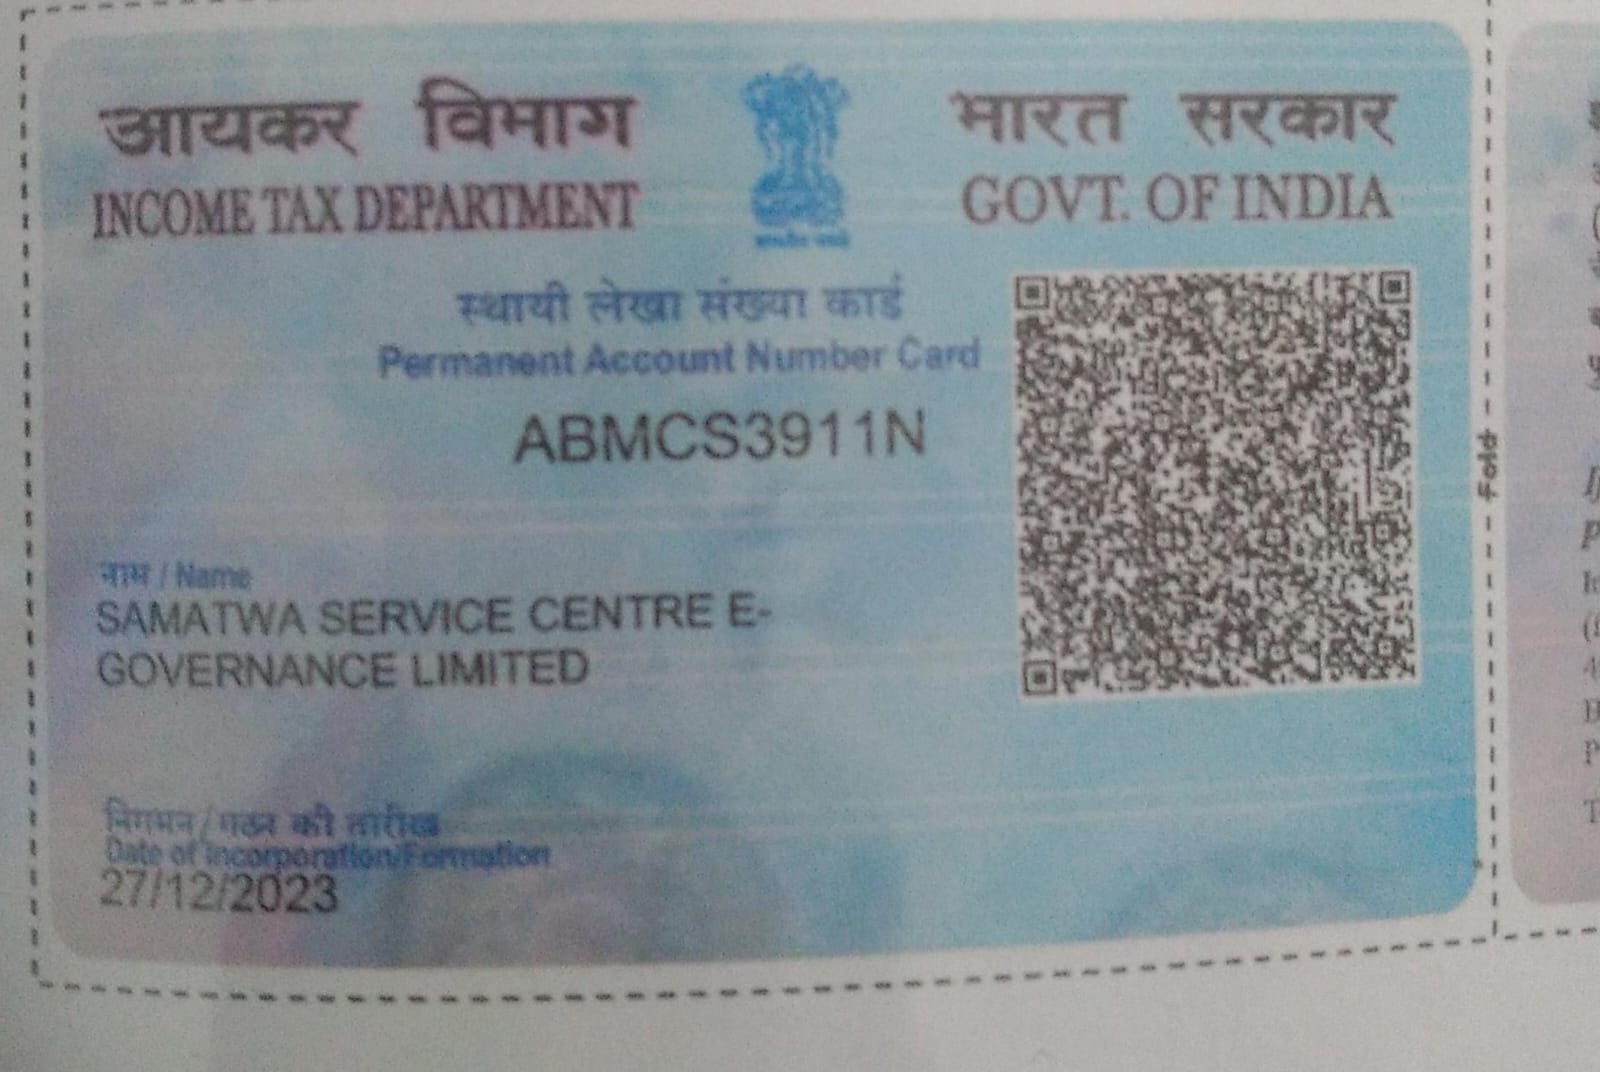 आयकर विभाग
INCOME TAX DEPARTMENT
भारत सरकार
GOVT. OF INDIA
स्थायी लेखा संख्या कार्ड
Permanent Account Number Card
ABMCS3911N
नाम / Name
SAMATWA SERVICE CENTRE E-
GOVERNANCE LIMITED
निगमन/गठन की तारीख
Date of Incorporation/Formation
27/12/2023
Fold